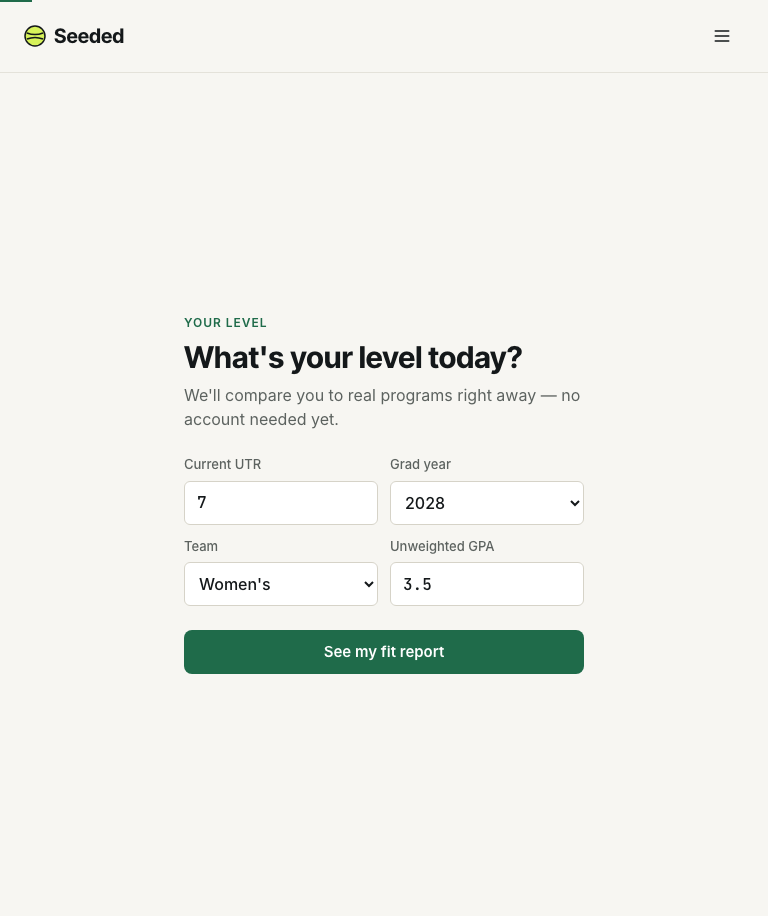 Seeded
YOUR LEVEL
What's your level today?
We'll compare you to real programs right away — no
account needed yet.
Current UTR
Grad year
7
2028
Team
Unweighted GPA
Women's
3.5
See my fit report